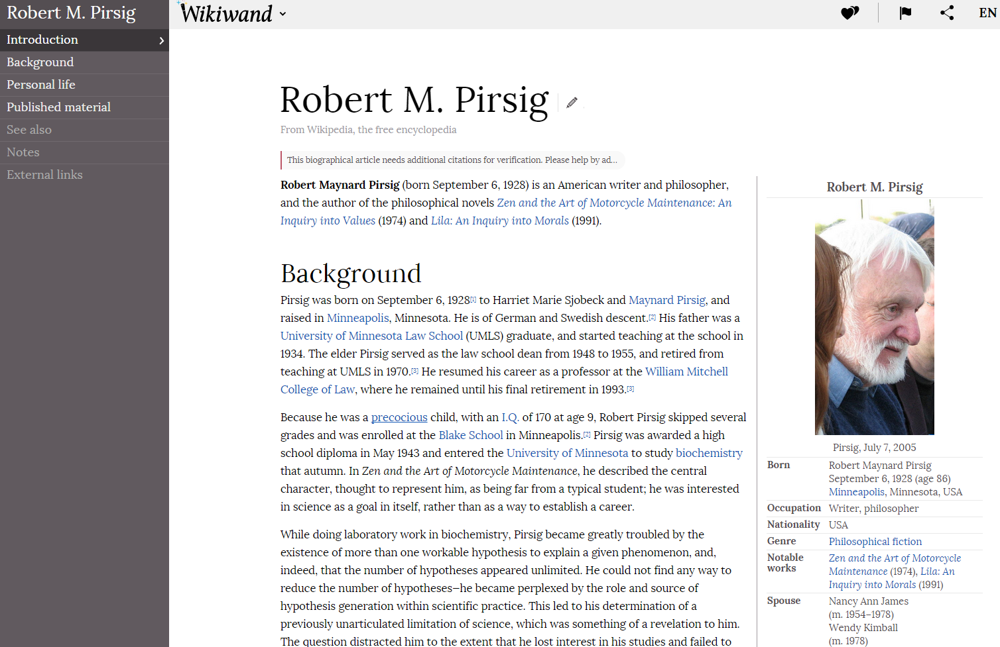 Robert M. Pirsig
Introduction
Background
Personal life
Published material
See also
Notes
External links
Wikiwand
EN
Robert M. Pirsig
From Wikipedia, the free encyclopedia
This biographical article needs additional citations for verification. Please help by ad...
Robert Maynard Pirsig (born September 6, 1928) is an American writer and philosopher,
and the author of the philosophical novels Zen and the Art of Motorcycle Maintenance: An
Inquiry into Values (1974) and Lila: An Inquiry into Morals (1991).
Background
Pirsig was born on September 6, 1928[1] to Harriet Marie Sjobeck and Maynard Pirsig, and
raised in Minneapolis, Minnesota. He is of German and Swedish descent.[2] His father was a
University of Minnesota Law School (UMLS) graduate, and started teaching at the school in
1934. The elder Pirsig served as the law school dean from 1948 to 1955, and retired from
teaching at UMLS in 1970.[3] He resumed his career as a professor at the William Mitchell
College of Law, where he remained until his final retirement in 1993.[3]
Because he was a precocious child, with an I.Q. of 170 at age 9, Robert Pirsig skipped several
grades and was enrolled at the Blake School in Minneapolis.[2] Pirsig was awarded a high
school diploma in May 1943 and entered the University of Minnesota to study biochemistry
that autumn. In Zen and the Art of Motorcycle Maintenance, he described the central
character, thought to represent him, as being far from a typical student; he was interested
in science as a goal in itself, rather than as a way to establish a career.
While doing laboratory work in biochemistry, Pirsig became greatly troubled by the
existence of more than one workable hypothesis to explain a given phenomenon, and,
indeed, that the number of hypotheses appeared unlimited. He could not find any way to
reduce the number of hypotheses–he became perplexed by the role and source of
hypothesis generation within scientific practice. This led to his determination of a
previously unarticulated limitation of science, which was something of a revelation to him.
The question distracted him to the extent that he lost interest in his studies and failed to
Robert M. Pirsig
Pirsig, July 7, 2005
Born Robert Maynard Pirsig
September 6, 1928 (age 86)
Minneapolis, Minnesota, USA
Occupation Writer, philosopher
Nationality USA
Genre Philosophical fiction
Notable works Zen and the Art of Motorcycle
Maintenance (1974), Lila: An
Inquiry into Morals (1991)
Spouse Nancy Ann James
(m. 1954–1978)
Wendy Kimball
(m. 1978)